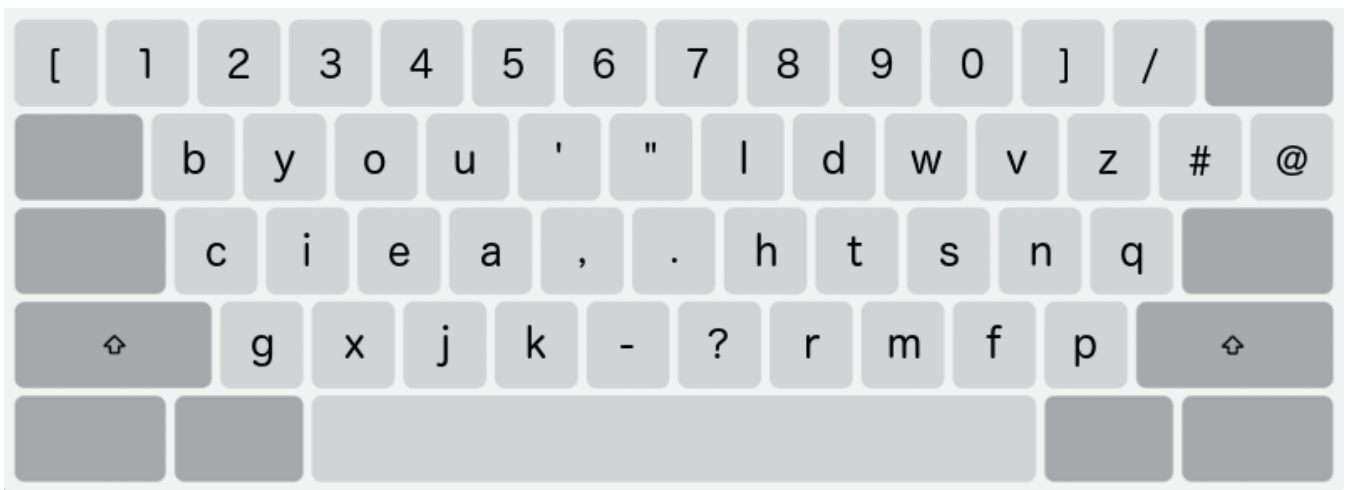 [ 1 2 3 4 5 6 7 8 9 0 ] /
b y o u ' " l d w v z # @
c i e a , . h t s n q
⇧ g x j k - ? r m f p ⇧